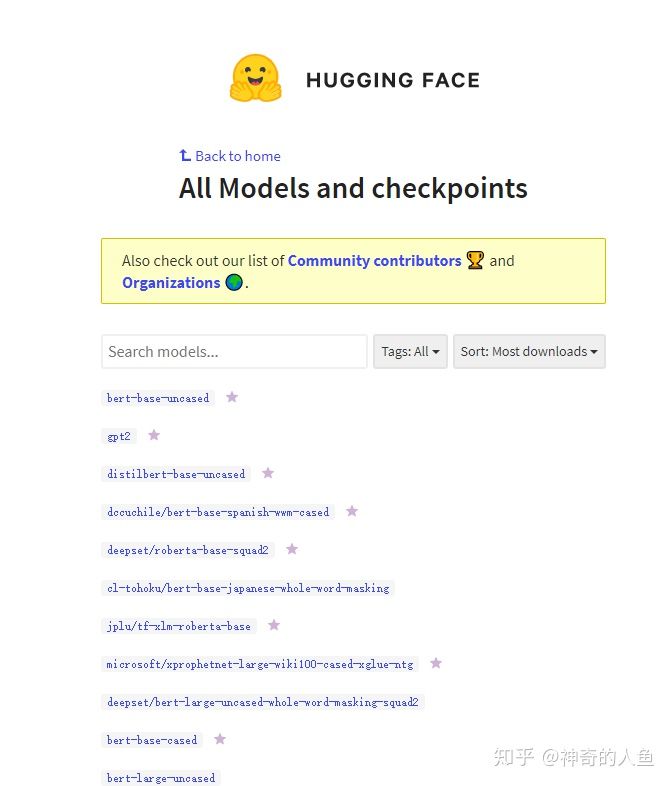 HUGGING FACE
Back to home
All Models and checkpoints
Also check out our list of Community contributors 🏆 and
Organizations 🌍.
Search models... Tags: All Sort: Most downloads
bert-base-uncased
gpt2
distilbert-base-uncased
dccuchile/bert-base-spanish-wwm-cased
deepset/roberta-base-squad2
cl-tohoku/bert-base-japanese-whole-word-masking
jplu/tf-xlm-roberta-base
microsoft/xprophetnet-large-wiki100-cased-xglue-ntg
deepset/bert-large-uncased-whole-word-masking-squad2
bert-base-cased
bert-large-uncased
知乎 @神奇的人鱼